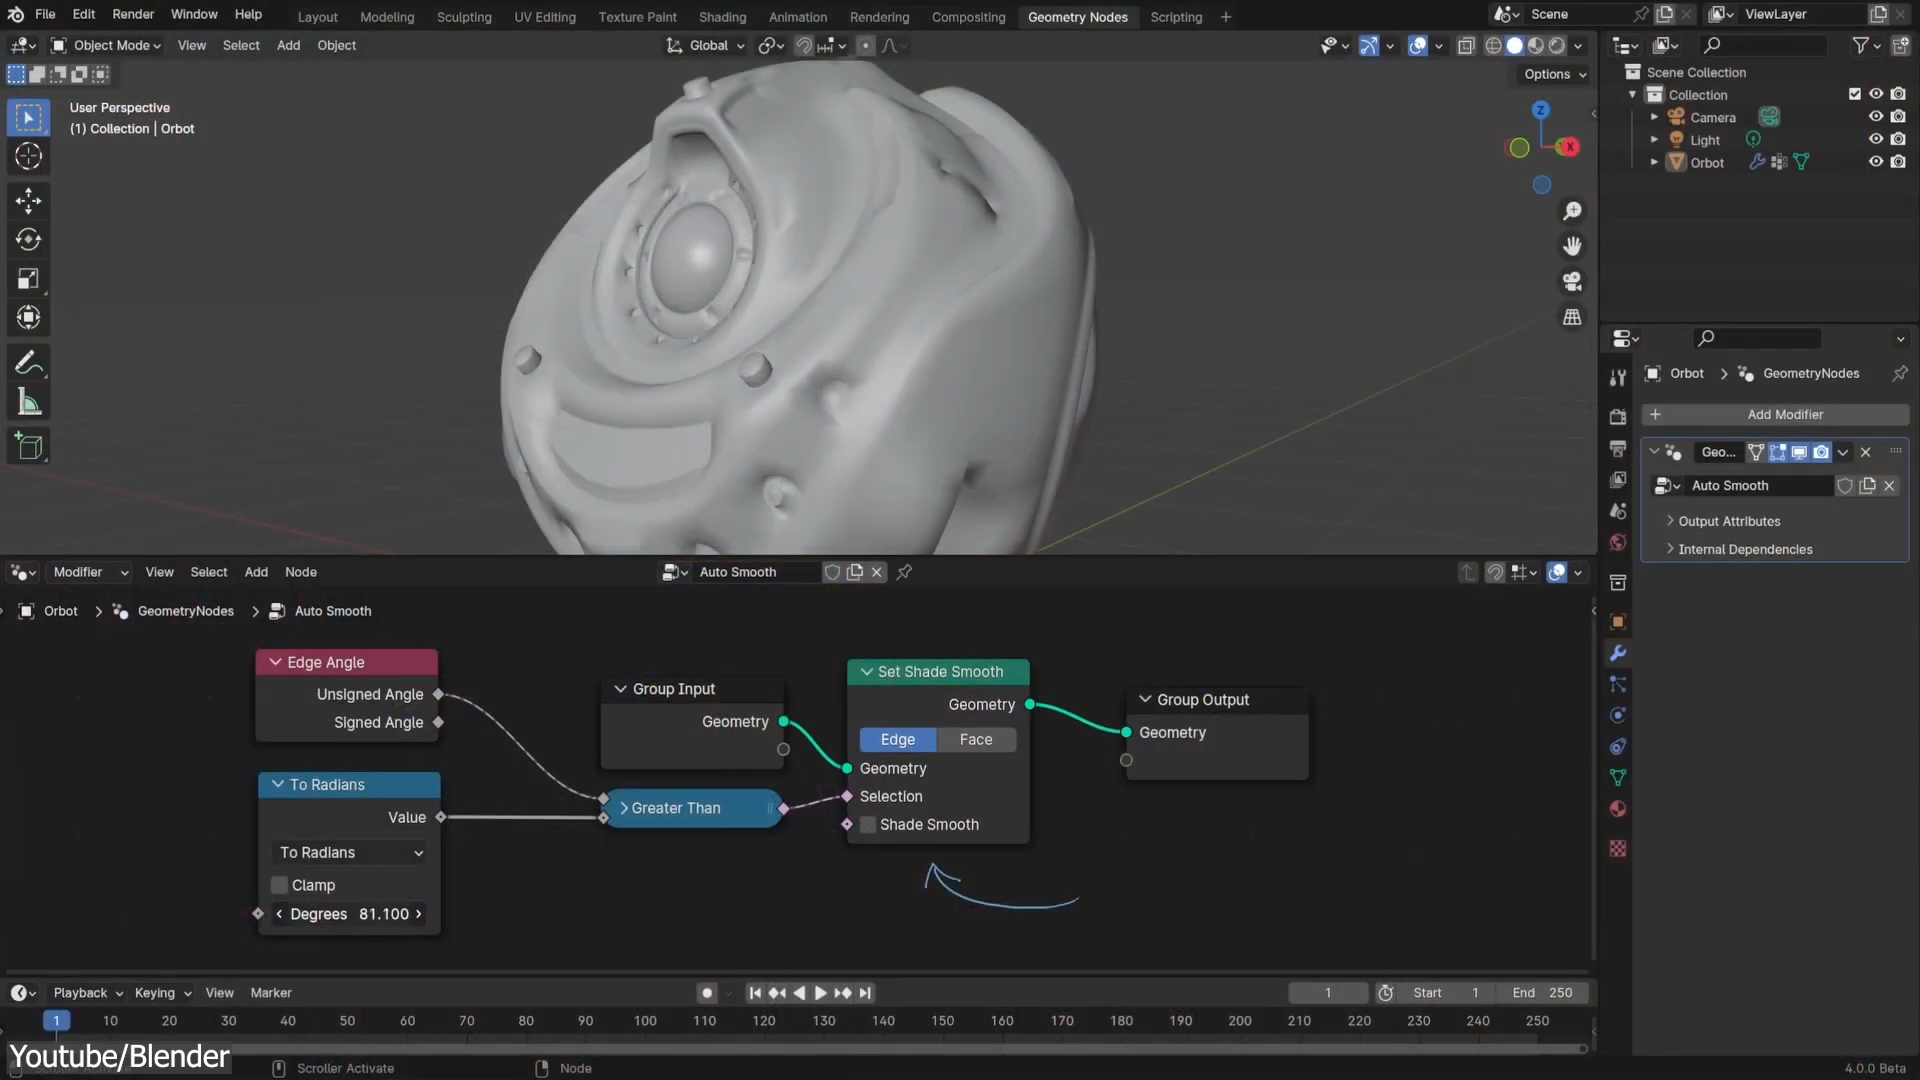 File Edit Render Window Help Layout Modeling Sculpting UV Editing Texture Paint Shading Animation Rendering Compositing Geometry Nodes Scripting + Scene ViewLayer
Object Mode View Select Add Object Global
Options
User Perspective
(1) Collection | Orbot
Z
X
Scene Collection
Collection
Camera
Light
Orbot
Orbot > GeometryNodes
+ Add Modifier
Geo...
Auto Smooth
Output Attributes
Internal Dependencies
Modifier View Select Add Node Auto Smooth
Orbot > GeometryNodes > Auto Smooth
Edge Angle
Unsigned Angle
Signed Angle
To Radians
Value
To Radians
Clamp
Degrees 81.100
Group Input
Geometry
Greater Than
Set Shade Smooth
Geometry
Edge Face
Geometry
Selection
Shade Smooth
Group Output
Geometry
Playback Keying View Marker 1 Start 1 End 250
1 10 20 30 40 50 60 70 80 90 100 110 120 130 140 150 160 170 180 190 200 210 220 230 240 250
Youtube/Blender
Scroller Activate Node 4.0.0 Beta